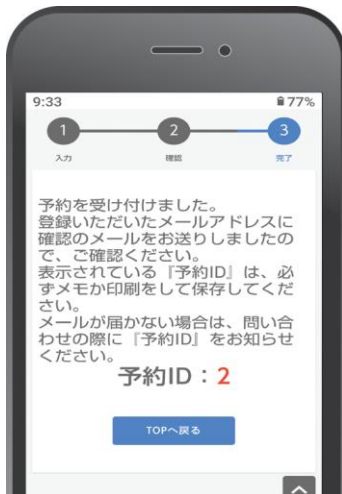 9:33 77%
1 2 3
入力 確認 完了
予約を受け付けました。
登録いただいたメールアドレスに
確認のメールをお送りしましたの
で、ご確認ください。
表示されている『予約ID』は、必
ずメモか印刷をして保存してくだ
さい。
メールが届かない場合は、問い合
わせの際に『予約ID』をお知らせ
ください。
予約ID：2
TOPへ戻る